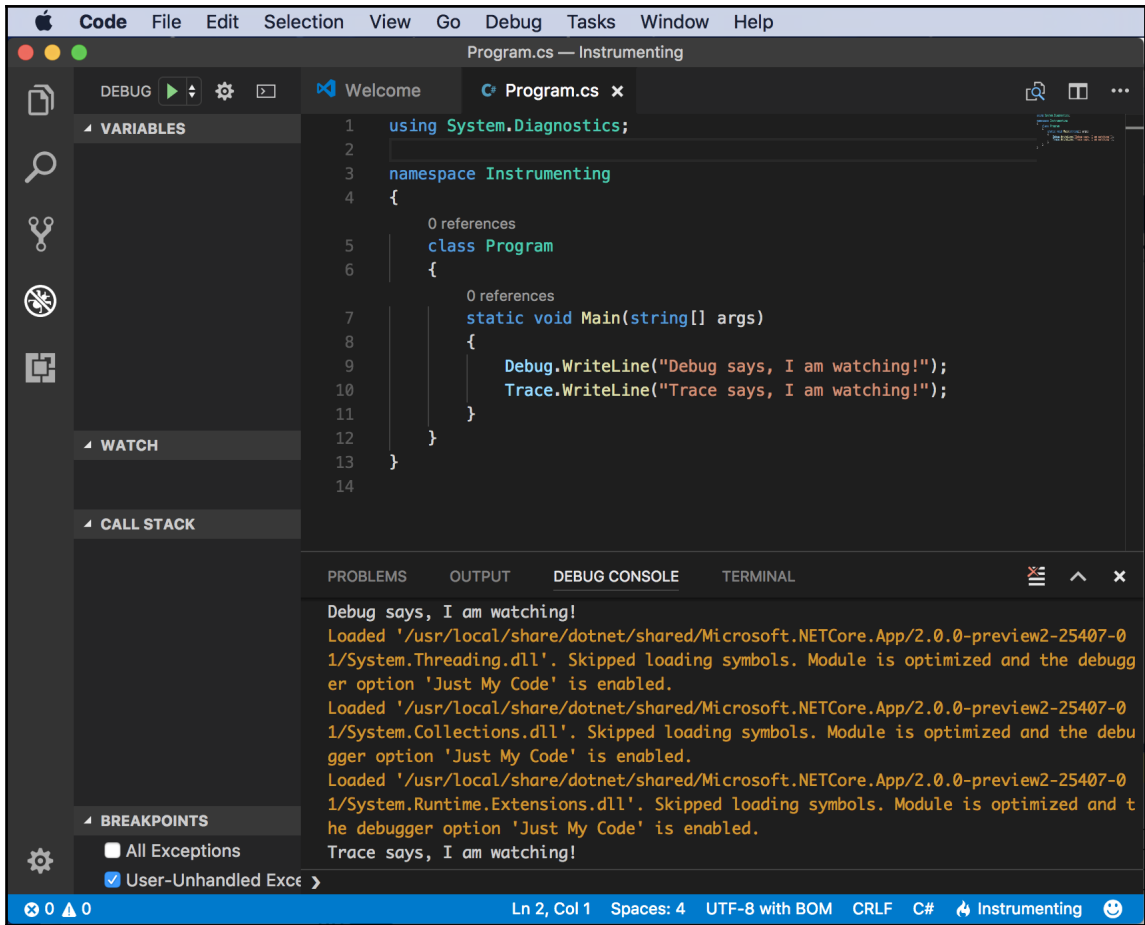 Code File Edit Selection View Go Debug Tasks Window Help
Program.cs — Instrumenting
DEBUG
Welcome
C# Program.cs ×
VARIABLES
WATCH
CALL STACK
BREAKPOINTS
All Exceptions
User-Unhandled Exce
1 using System.Diagnostics;
2
3 namespace Instrumenting
4 {
0 references
5 class Program
6 {
0 references
7 static void Main(string[] args)
8 {
9 Debug.WriteLine("Debug says, I am watching!");
10 Trace.WriteLine("Trace says, I am watching!");
11 }
12 }
13 }
14
PROBLEMS OUTPUT DEBUG CONSOLE TERMINAL
Debug says, I am watching!
Loaded '/usr/local/share/dotnet/shared/Microsoft.NETCore.App/2.0.0-preview2-25407-0
1/System.Threading.dll'. Skipped loading symbols. Module is optimized and the debugg
er option 'Just My Code' is enabled.
Loaded '/usr/local/share/dotnet/shared/Microsoft.NETCore.App/2.0.0-preview2-25407-0
1/System.Collections.dll'. Skipped loading symbols. Module is optimized and the debu
gger option 'Just My Code' is enabled.
Loaded '/usr/local/share/dotnet/shared/Microsoft.NETCore.App/2.0.0-preview2-25407-0
1/System.Runtime.Extensions.dll'. Skipped loading symbols. Module is optimized and t
he debugger option 'Just My Code' is enabled.
Trace says, I am watching!
0 0 Ln 2, Col 1 Spaces: 4 UTF-8 with BOM CRLF C# Instrumenting